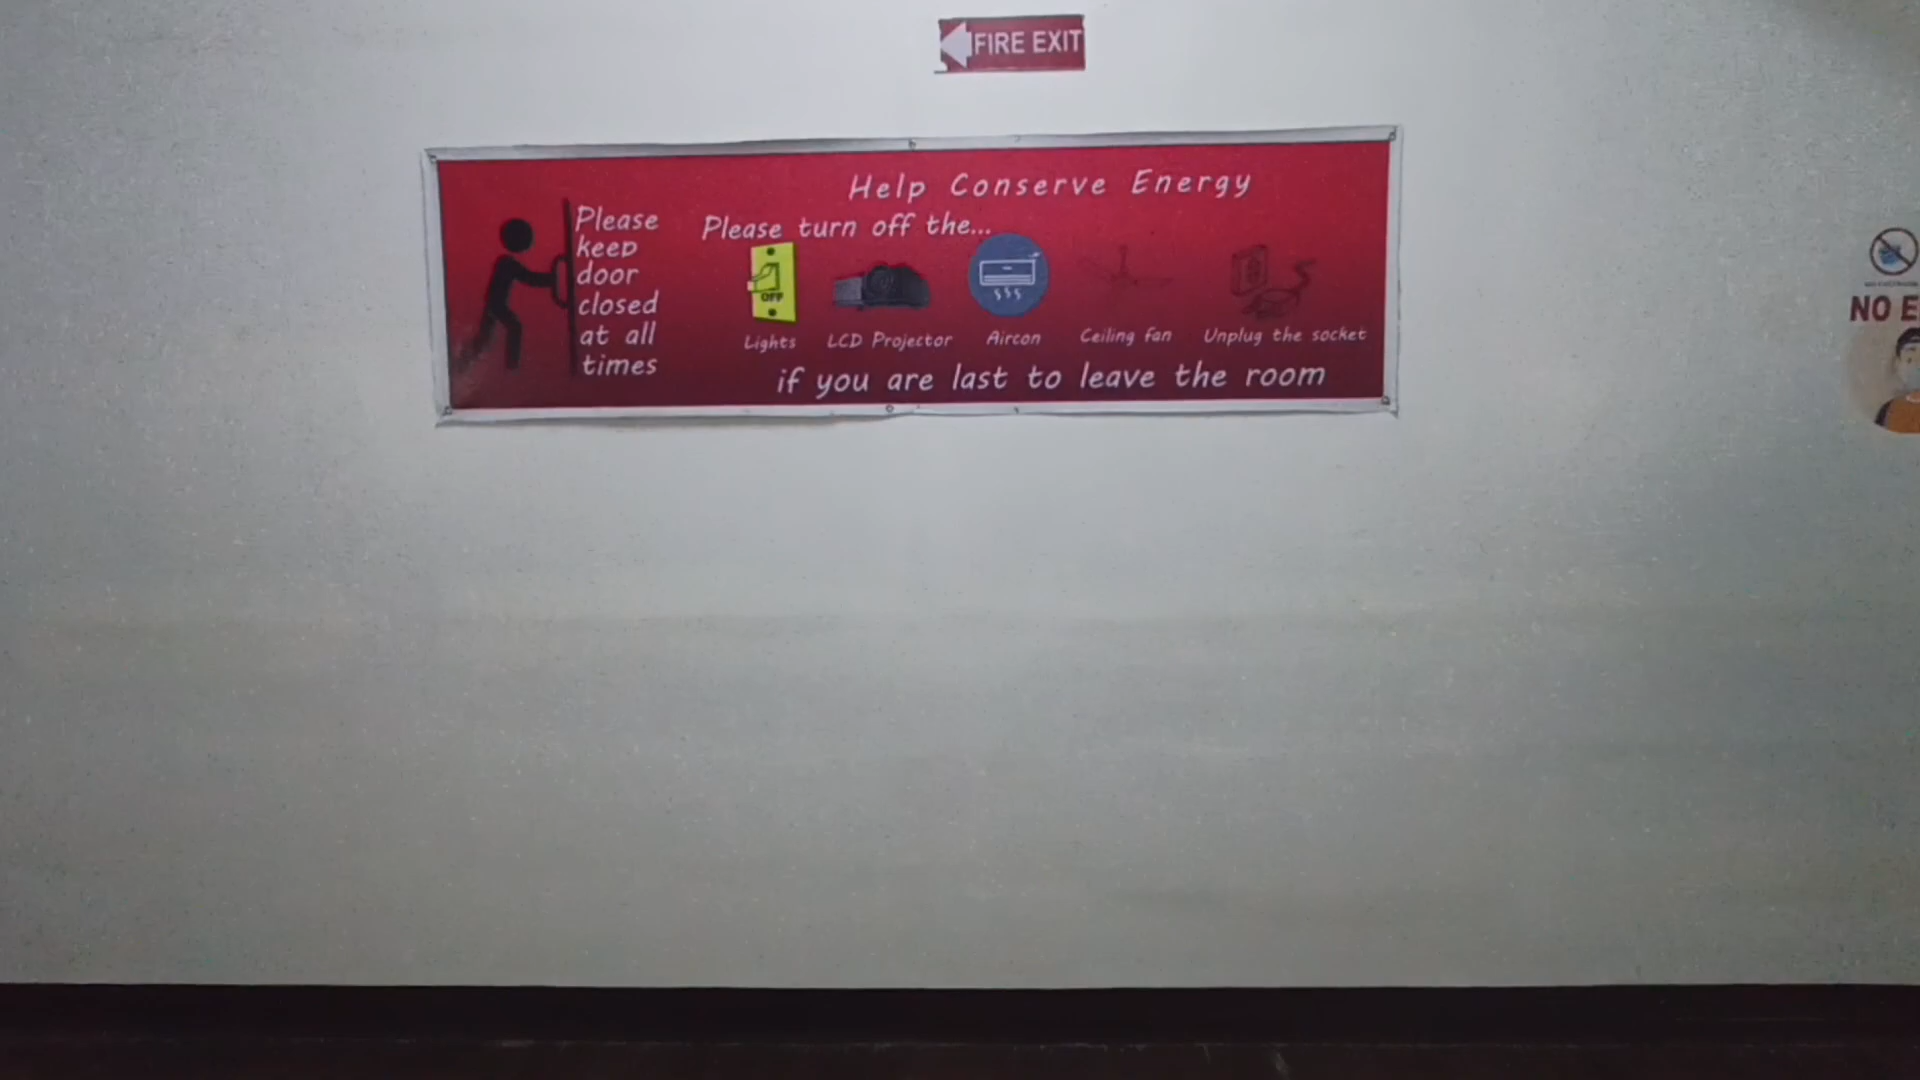 FIRE EXIT
Help Conserve Energy
Please
keep
door
closed
at all
times
Please turn off the...
OFF
Lights LCD Projector Aircon Ceiling fan Unplug the socket
if you are last to leave the room
NO E